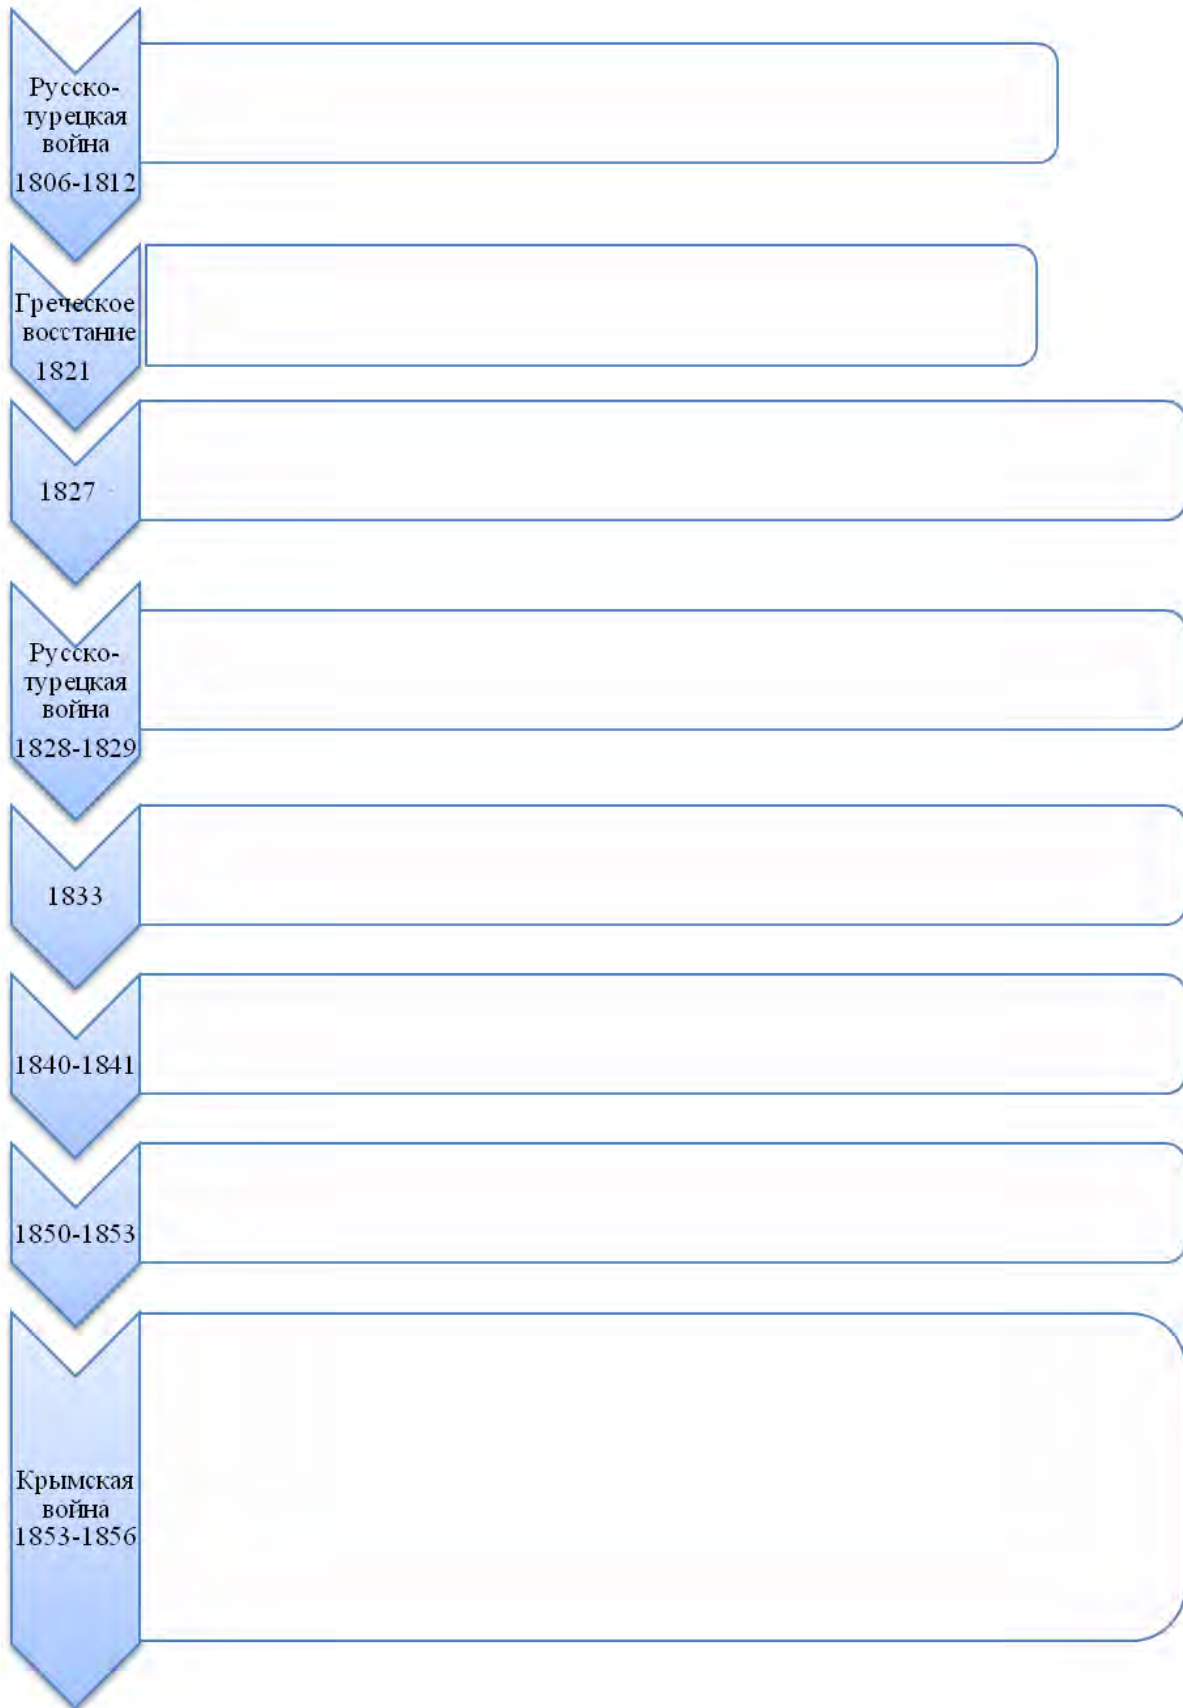 Русско-
турецкая
война
1806-1812
Греческое
восстание
1821
1827
Русско-
турецкая
война
1828-1829
1833
1840-1841
1850-1853
Крымская
война
1853-1856